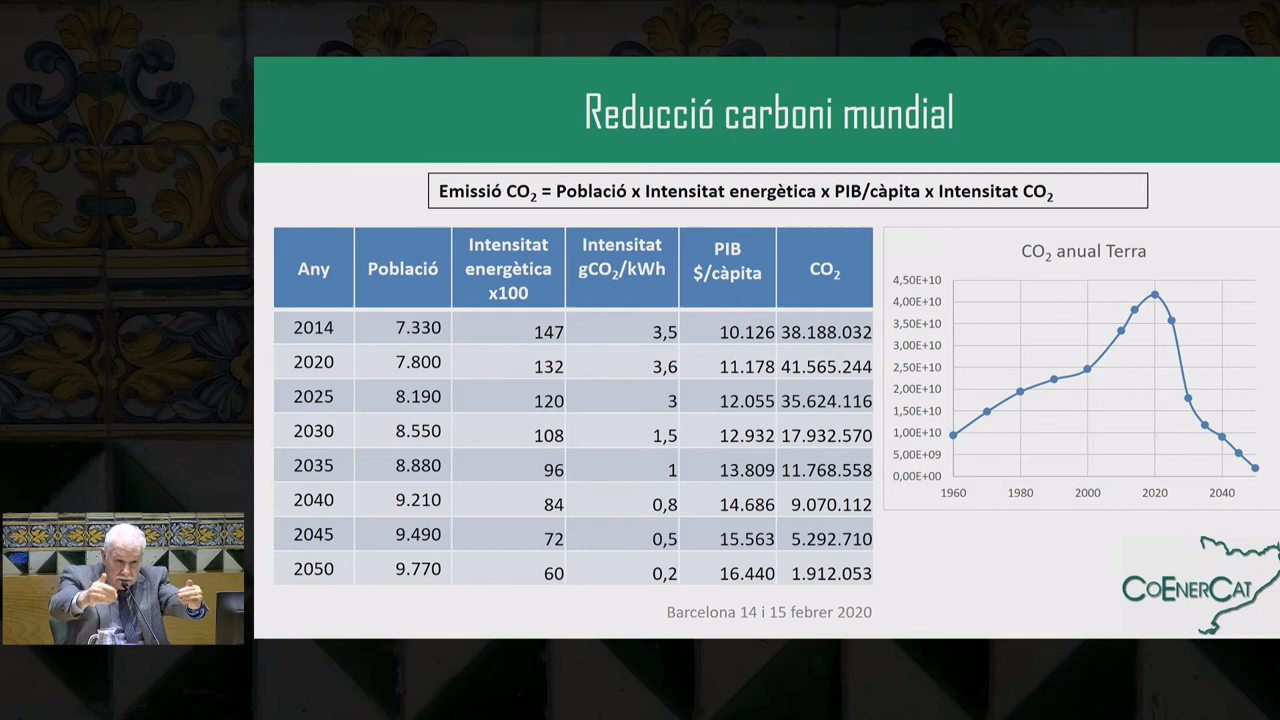 Reducció carboni mundial
Emissió CO₂ = Població x Intensitat energètica x PIB/càpita x Intensitat CO₂
Any Població Intensitat energètica x100 Intensitat gCO₂/kWh PIB $/càpita CO₂
2014 7.330 147 3,5 10.126 38.188.032
2020 7.800 132 3,6 11.178 41.565.244
2025 8.190 120 3 12.055 35.624.116
2030 8.550 108 1,5 12.932 17.932.570
2035 8.880 96 1 13.809 11.768.558
2040 9.210 84 0,8 14.686 9.070.112
2045 9.490 72 0,5 15.563 5.292.710
2050 9.770 60 0,2 16.440 1.912.053
CO₂ anual Terra
4,50E+10
4,00E+10
3,50E+10
3,00E+10
2,50E+10
2,00E+10
1,50E+10
1,00E+10
5,00E+09
0,00E+00
1960 1980 2000 2020 2040
COENERCAT
Barcelona 14 i 15 febrer 2020